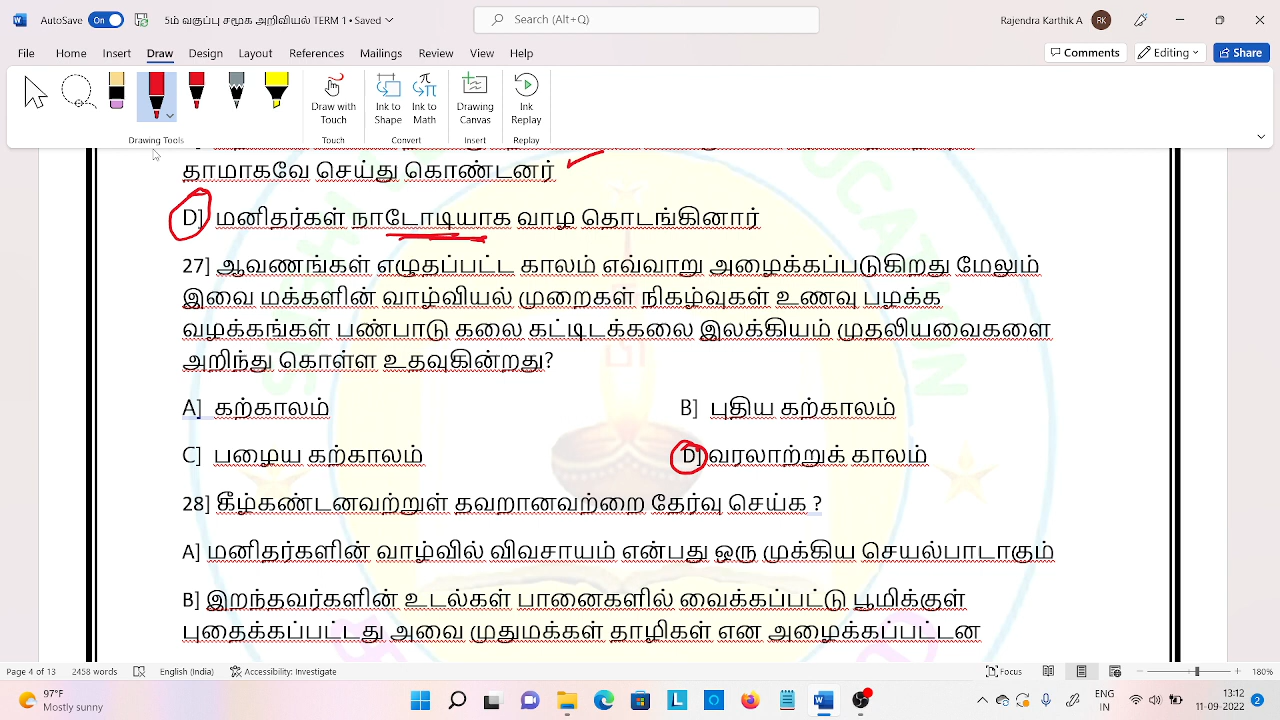 AutoSave On வகுப்பு கற்கண்டு அறிவியல் TERM 1 • Saving
Search (Alt+Q)
Rajendra Karthik A RK
File Home Insert Draw Design Layout References Mailings Review View Help
Comments Editing Share
Draw with Touch Ink to Shape Ink to Math Drawing Canvas Ink Replay
Drawing Tools Touch Convert Insert Replay
தாமாகவே செய்து கொண்டனர்
D] மனிதர்கள் நாடோடியாக வாழ தொடங்கினார்
27] ஆவணங்கள் எழுதப்பட்ட காலம் எவ்வாறு அழைக்கப்படுகிறது மேலும்
இவை மக்களின் வாழ்வியல் முறைகள் நிகழ்வுகள் உணவு பழக்க
வழக்கங்கள் பண்பாடு கலை கட்டிடக்கலை இலக்கியம் முதலியவைகளை
அறிந்து கொள்ள உதவுகின்றது?
A] கற்காலம் B] புதிய கற்காலம்
C] பழைய கற்காலம் D] வரலாற்றுக் காலம்
28] கீழ்கண்டனவற்றுள் தவறானவற்றை தேர்வு செய்க ?
A] மனிதர்களின் வாழ்வில் விவசாயம் என்பது ஒரு முக்கிய செயல்பாடாகும்
B] இறந்தவர்களின் உடல்கள் பானைகளில் வைக்கப்பட்டு பூமிக்குள்
புதைக்கப்பட்டது அவை முதுமக்கள் தாழிகள் என அழைக்கப்பட்டன
Page 4 of 13 2458 words English (India) Accessibility: Investigate Focus 180%
97°F
Mostly sunny
ENG
IN
13:12
11-09-2022